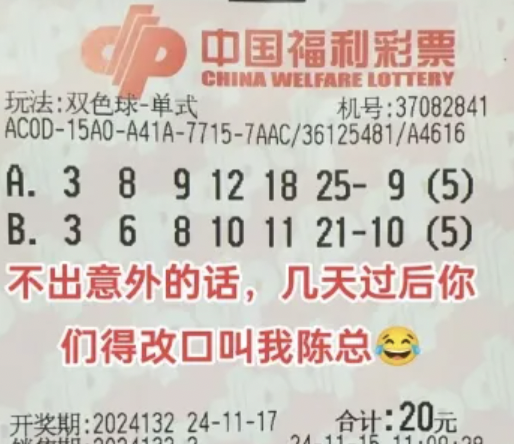 中国福利彩票
CHINA WELFARE LOTTERY
玩法:双色球-单式 机号:37082841
AC0D-15A0-A41A-7715-7AAC/36125481/A4616
A. 3 8 9 12 18 25- 9 (5)
B. 3 6 8 10 11 21-10 (5)
不出意外的话，几天过后你
们得改口叫我陈总😂
开奖期:2024132 24-11-17 合计:20元